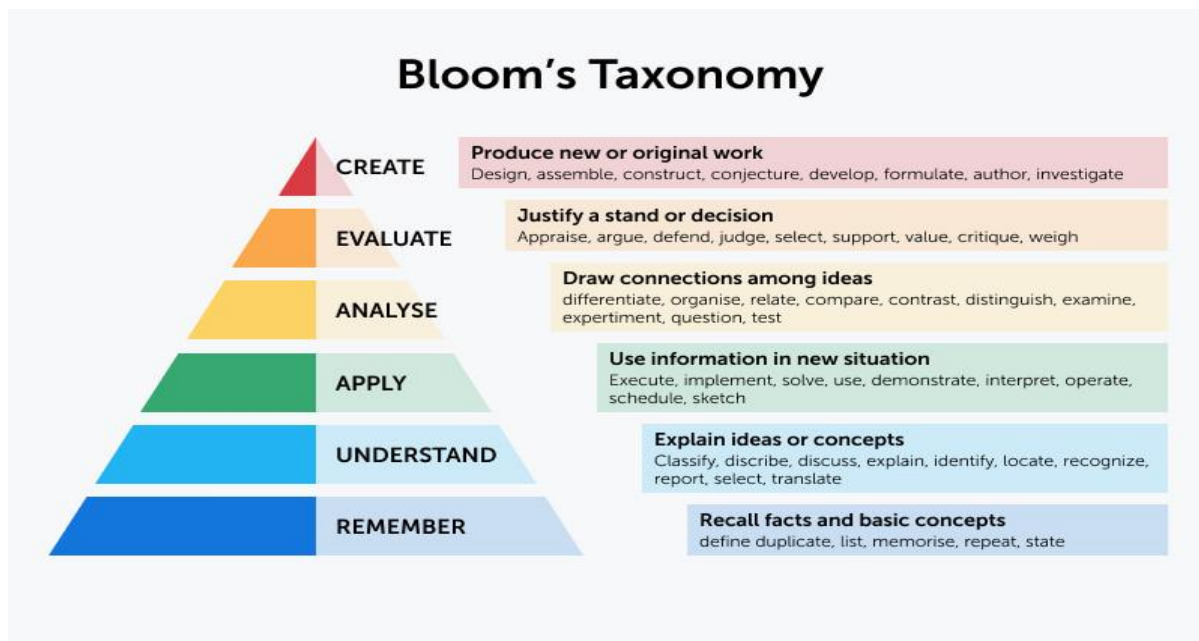 Bloom's Taxonomy
CREATE
Produce new or original work
Design, assemble, construct, conjecture, develop, formulate, author, investigate
EVALUATE
Justify a stand or decision
Appraise, argue, defend, judge, select, support, value, critique, weigh
ANALYSE
Draw connections among ideas
differentiate, organise, relate, compare, contrast, distinguish, examine,
expertiment, question, test
APPLY
Use information in new situation
Execute, implement, solve, use, demonstrate, interpret, operate,
schedule, sketch
UNDERSTAND
Explain ideas or concepts
Classify, discribe, discuss, explain, identify, locate, recognize,
report, select, translate
REMEMBER
Recall facts and basic concepts
define duplicate, list, memorise, repeat, state